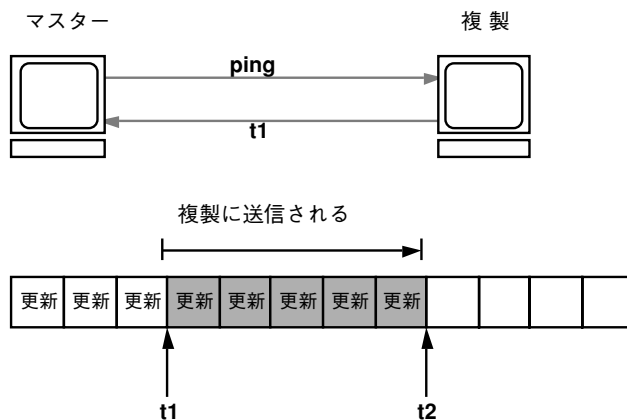 マスター
複 製
ping
t1
複製に送信される
更新 更新 更新 更新 更新 更新 更新 更新
t1
t2